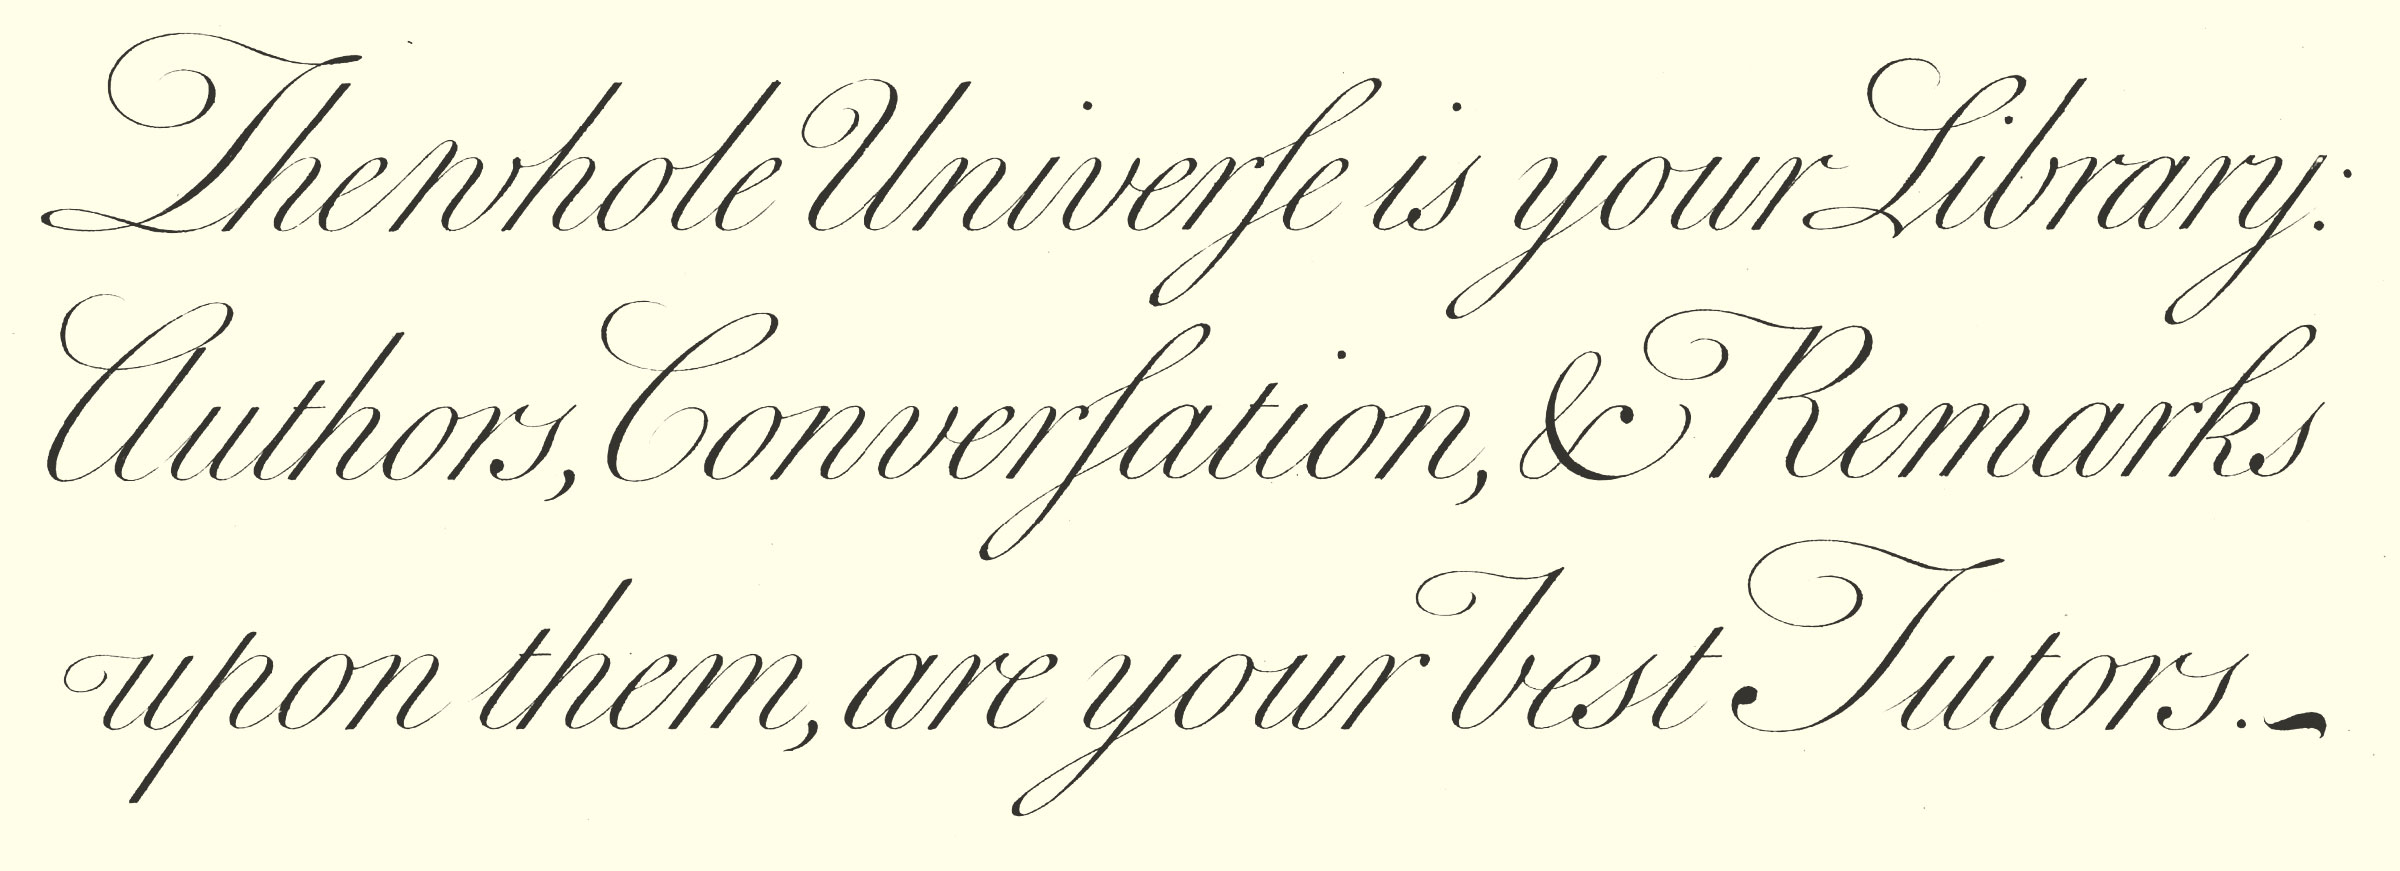 The whole Univerſe is your Library:
Authors, Converſation, & Remarks
upon them, are your best Tutors.